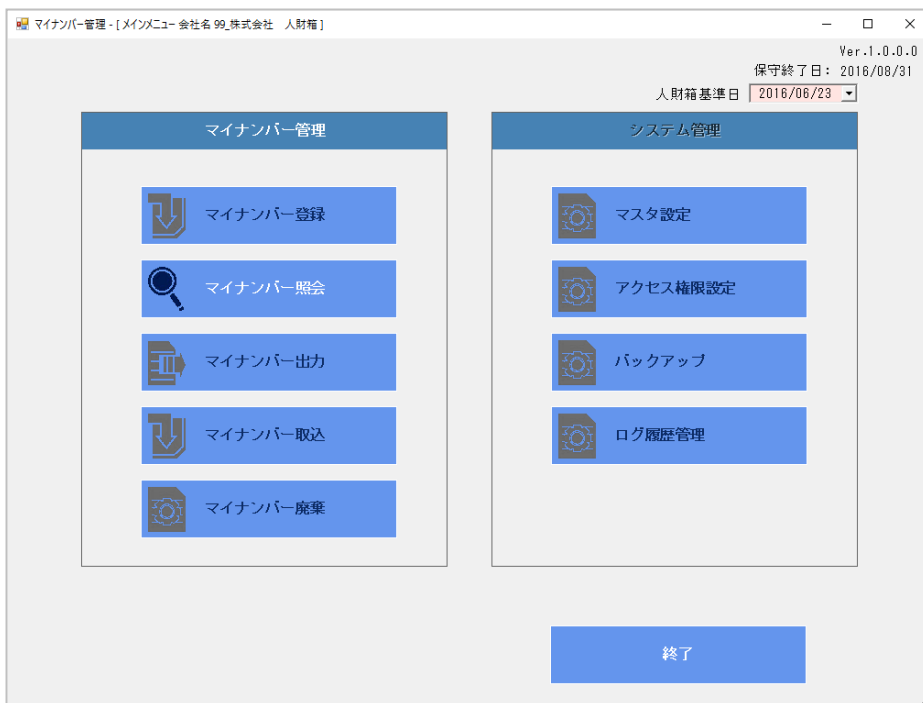 マイナンバー管理 - [ メインメニュー 会社名 99_株式会社　人財箱 ]
Ver.1.0.0.0
保守終了日: 2016/08/31
人財箱基準日 2016/06/23
マイナンバー管理
マイナンバー登録
マイナンバー照会
マイナンバー出力
マイナンバー取込
マイナンバー廃棄
システム管理
マスタ設定
アクセス権限設定
バックアップ
ログ履歴管理
終了